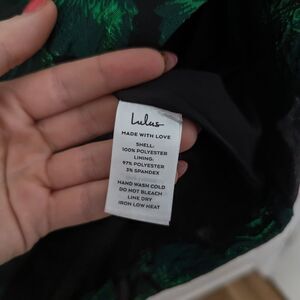 Lulus
MADE WITH LOVE
SHELL:
100% POLYESTER
LINING:
97% POLYESTER
3% SPANDEX
HAND WASH COLD
DO NOT BLEACH
LINE DRY
IRON LOW HEAT